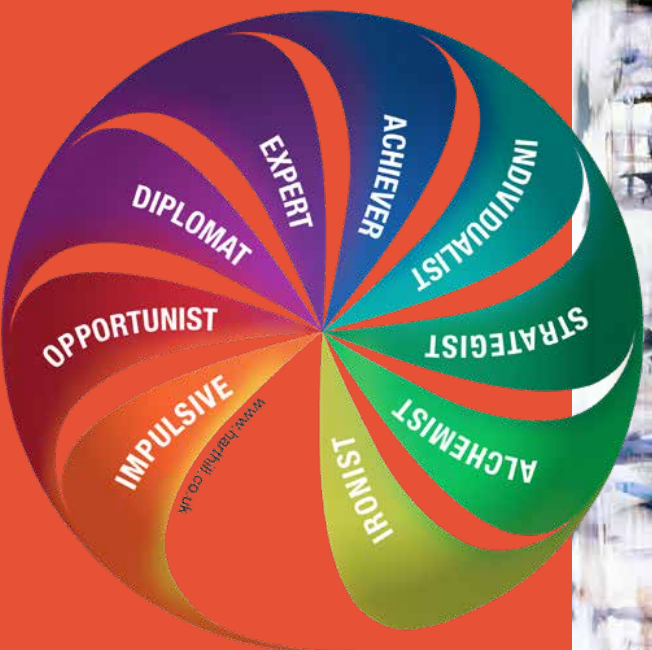 IMPULSIVE
OPPORTUNIST
DIPLOMAT
EXPERT
ACHIEVER
INDIVIDUALIST
STRATEGIST
ALCHEMIST
IRONIST
www.harthill.co.uk